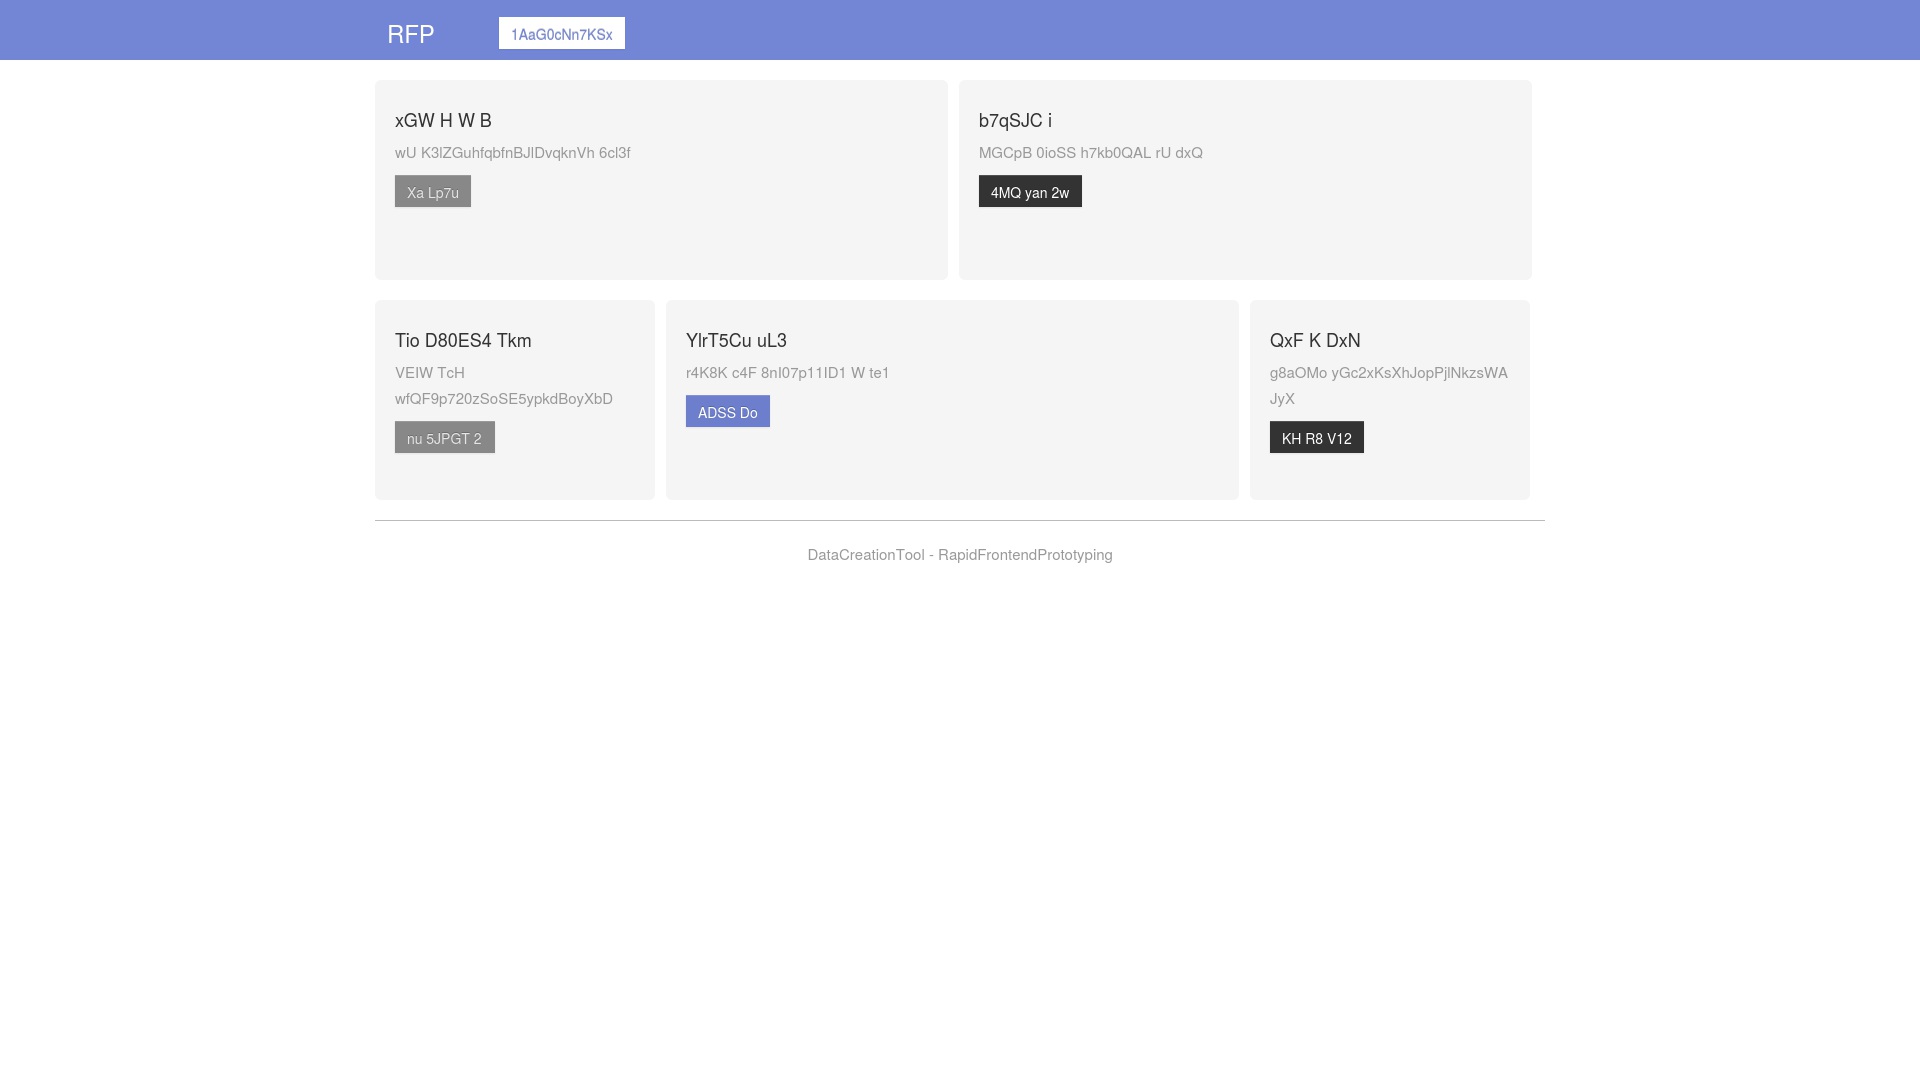 RFP
1AaG0cNn7KSx
xGW H W B
wU K3lZGuhfqbfnBJlDvqknVh 6cl3f
Xa Lp7u
b7qSJC i
MGCpB 0ioSS h7kb0QAL rU dxQ
4MQ yan 2w
Tio D80ES4 Tkm
VEIW TcH
wfQF9p720zSoSE5ypkdBoyXbD
nu 5JPGT 2
YlrT5Cu uL3
r4K8K c4F 8nI07p11ID1 W te1
ADSS Do
QxF K DxN
g8aOMo yGc2xKsXhJopPjlNkzsWA
JyX
KH R8 V12
DataCreationTool - RapidFrontendPrototyping